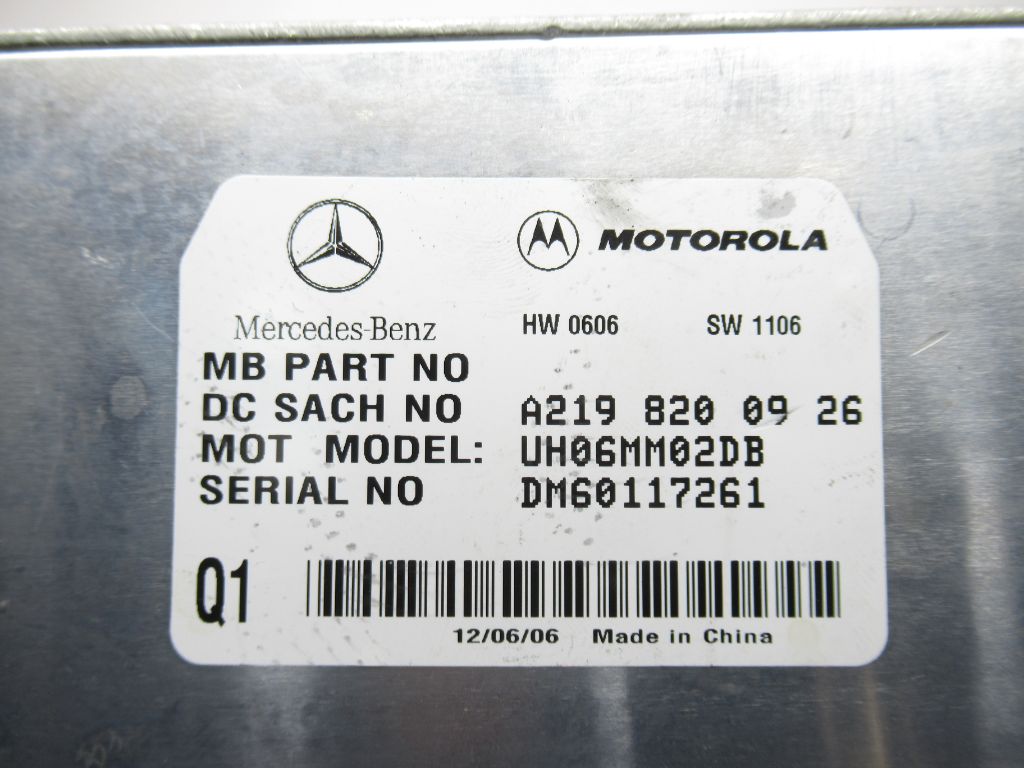 MOTOROLA
Mercedes-Benz
HW 0606 SW 1106
MB PART NO
DC SACH NO A219 820 09 26
MOT MODEL: UH06MM02DB
SERIAL NO DM60117261
Q1
12/06/06 Made in China